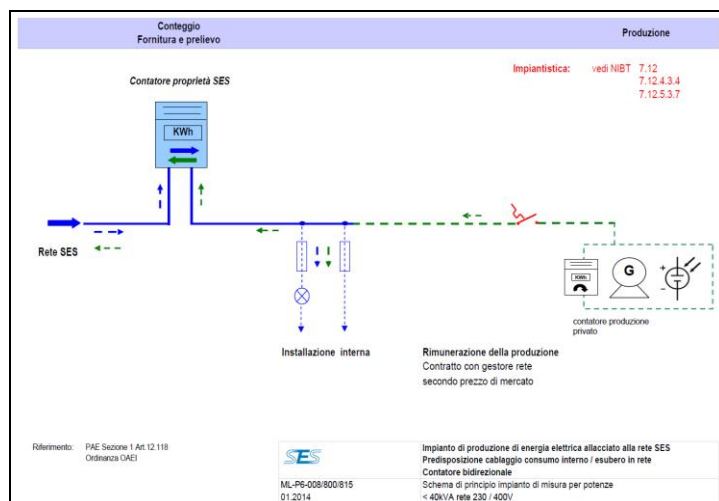 Conteggio
Fornitura e prelievo
Produzione
Impiantistica: vedi NIBT 7.12
7.12.4.3.4
7.12.5.3.7
Contatore proprietà SES
KWh
Rete SES
KWh
G
+
–
contatore produzione
privato
Installazione interna
Rimunerazione della produzione
Contratto con gestore rete
secondo prezzo di mercato
Riferimento: PAE Sezione 1 Art.12.118
Ordinanza OAEI
SES
Impianto di produzione di energia elettrica allacciato alla rete SES
Predisposizione cablaggio consumo interno / esubero in rete
Contatore bidirezionale
ML-P6-008/800/815
Schema di principio impianto di misura per potenze
01.2014
< 40kVA rete 230 / 400V